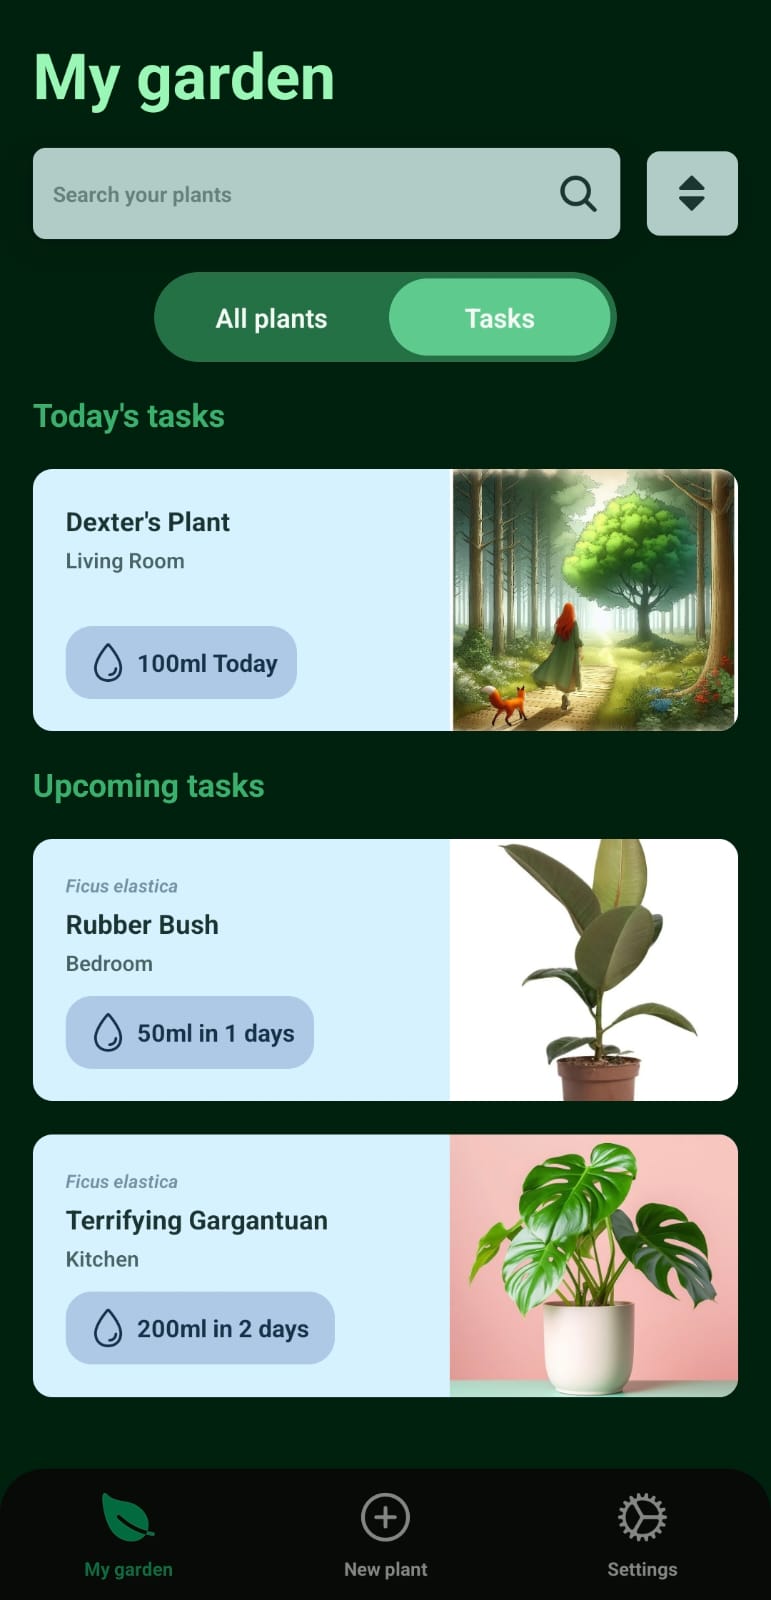 My garden
Search your plants
All plants
Tasks
Today's tasks
Dexter's Plant
Living Room
100ml Today
Upcoming tasks
Ficus elastica
Rubber Bush
Bedroom
50ml in 1 days
Ficus elastica
Terrifying Gargantuan
Kitchen
200ml in 2 days
My garden
New plant
Settings